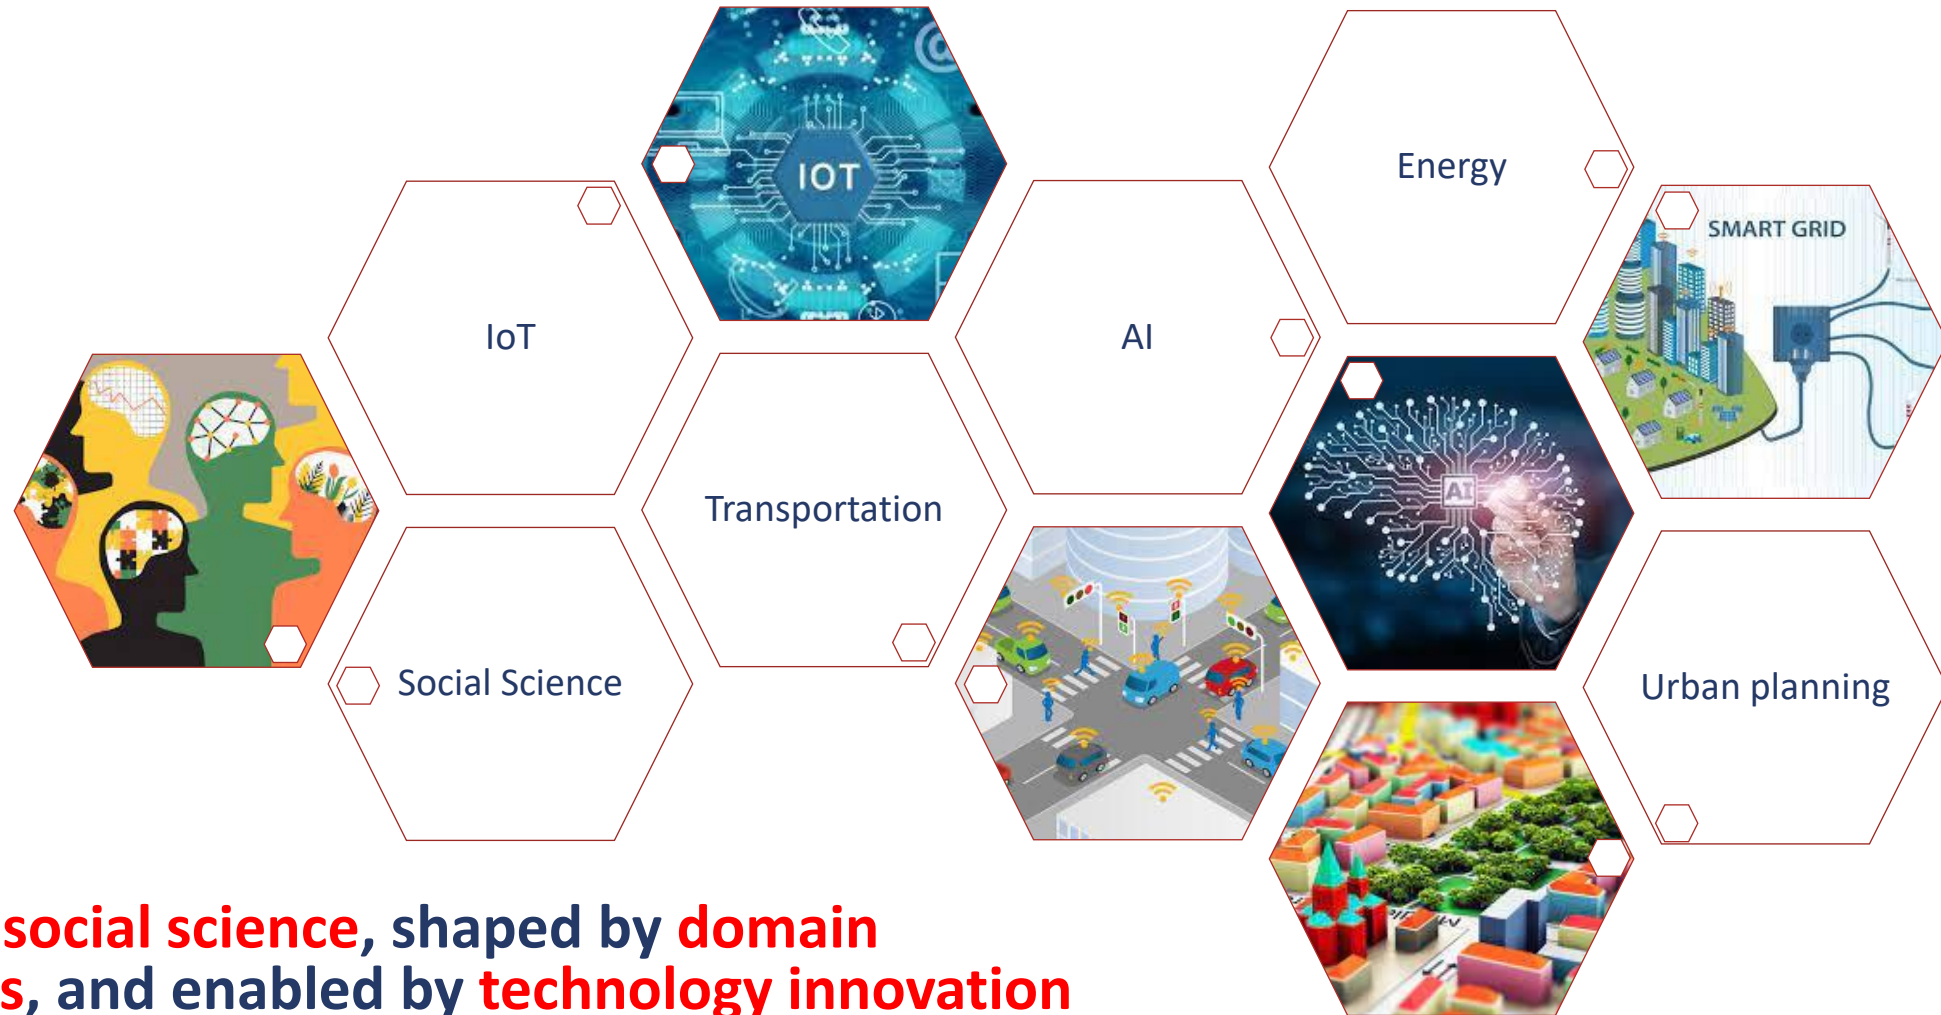 IOT
Energy
SMART GRID
IoT
AI
AI
Transportation
Social Science
Urban planning
social science, shaped by domain
s, and enabled by technology innovation